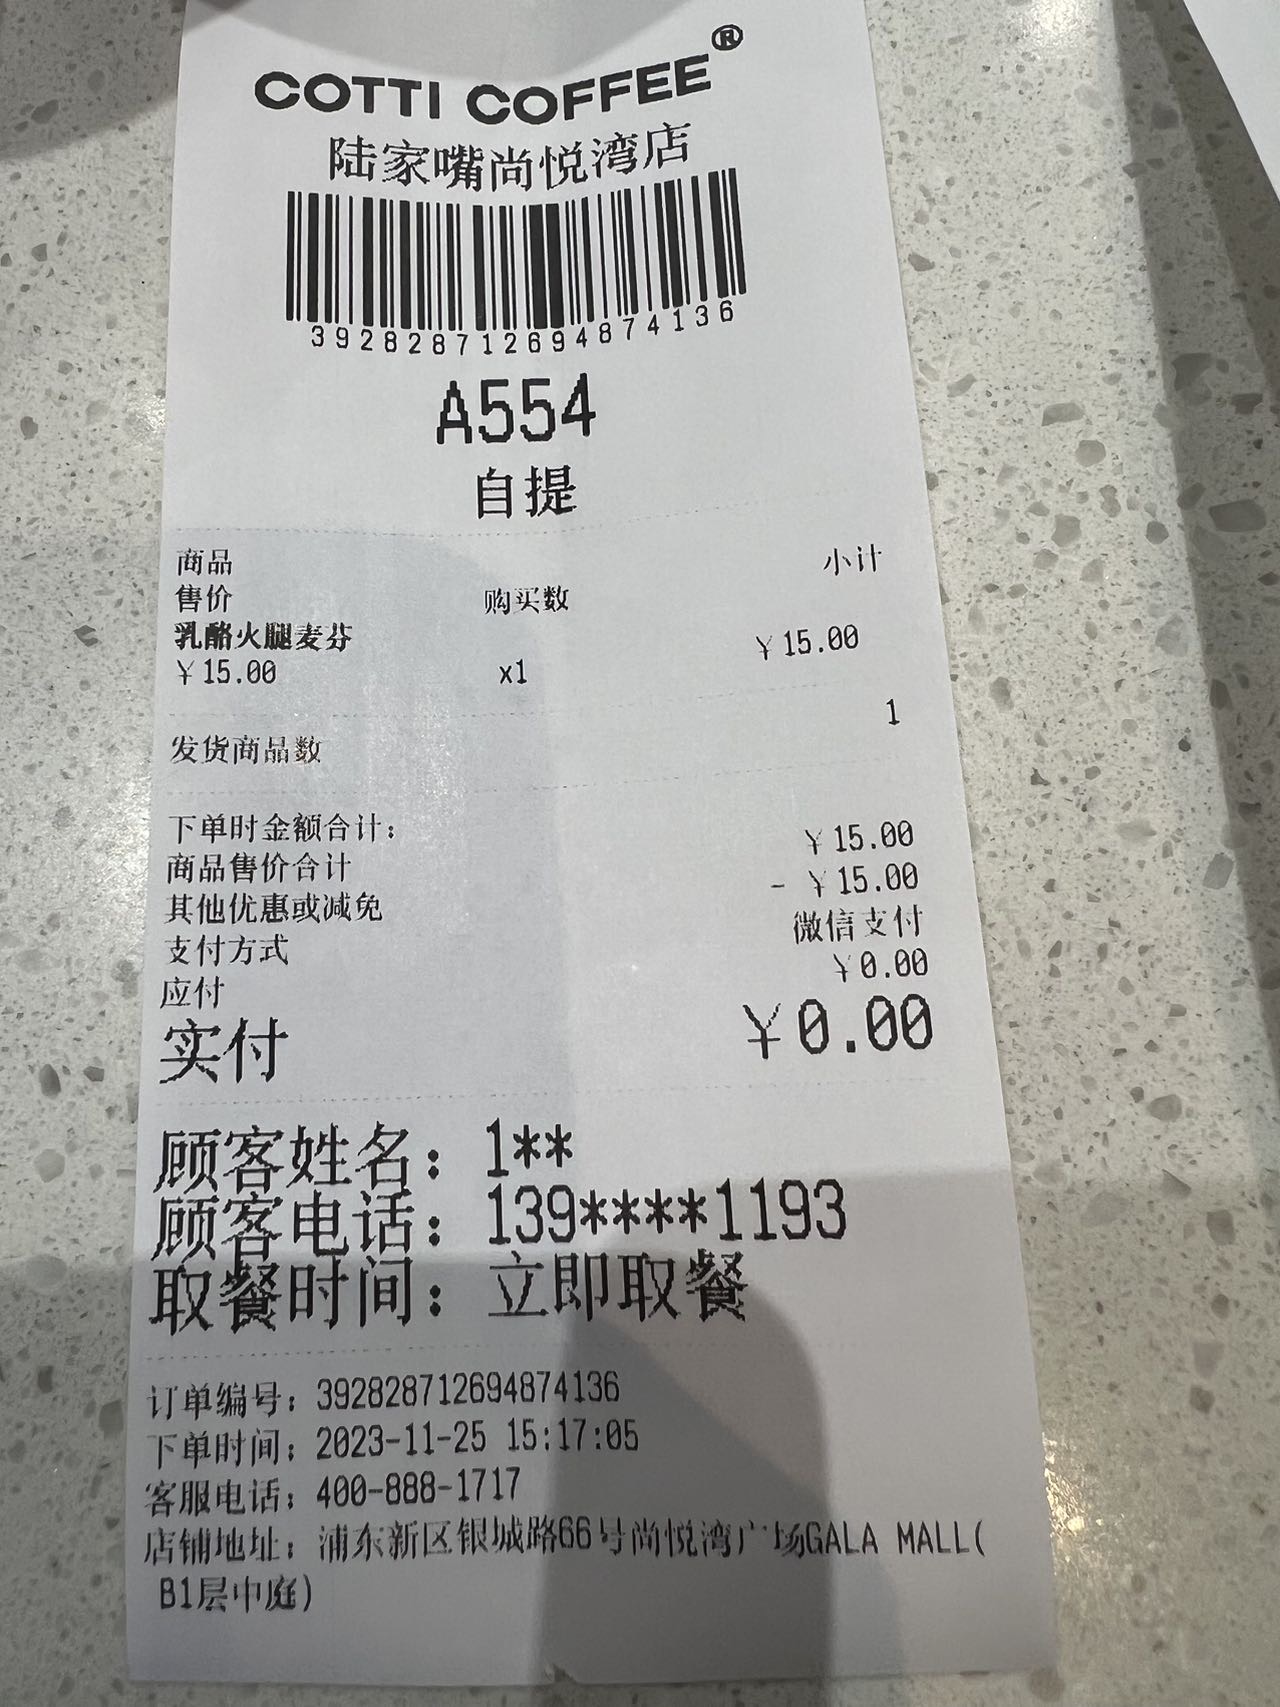 COTTI COFFEE®
陆家嘴尚悦湾店
392828712694874136
A554
自提
商品 小计
售价 购买数
乳酪火腿麦芬 ¥15.00
¥15.00 x1
发货商品数 1
下单时金额合计:
商品售价合计 ¥15.00
其他优惠或减免 - ¥15.00
支付方式 微信支付
应付 ¥0.00
实付 ¥0.00
顾客姓名: 1**
顾客电话: 139****1193
取餐时间: 立即取餐
订单编号: 392828712694874136
下单时间: 2023-11-25 15:17:05
客服电话: 400-888-1717
店铺地址: 浦东新区银城路66号尚悦湾广场GALA MALL(
B1层中庭)